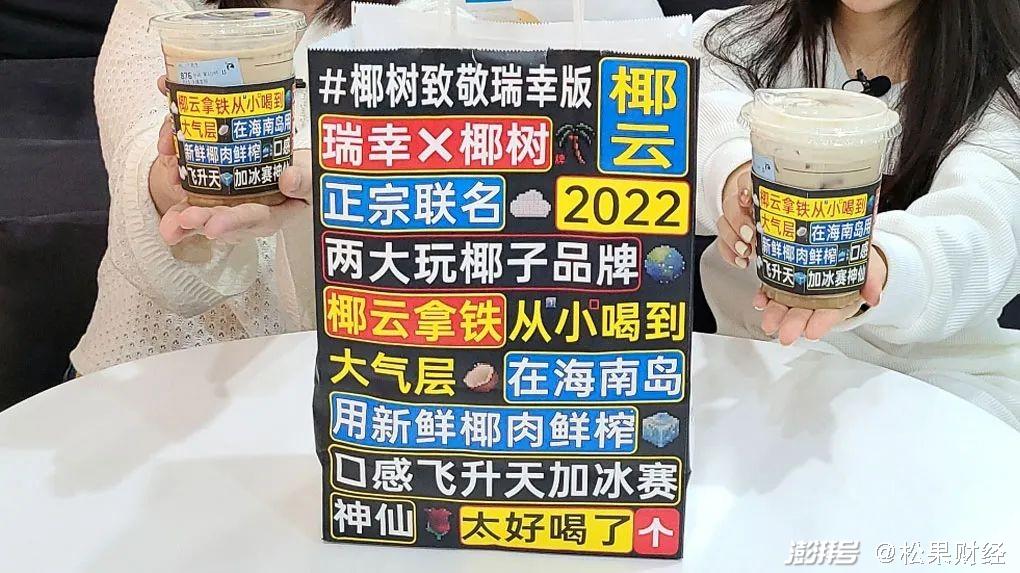 #椰树致敬瑞幸版
椰云
瑞幸×椰树
牌
正宗联名 2022
两大玩椰子品牌
椰云拿铁 从小喝到
大气层 在海南岛
用新鲜椰肉鲜榨
口感飞升天加冰赛
神仙 太好喝了
椰云拿铁从“小”喝到
大气层 在海南岛用
新鲜椰肉鲜榨 口感
飞升天 加冰赛神仙
椰云拿铁从“小”喝到
大气层 在海南岛用
新鲜椰肉鲜榨 口感
飞升天 加冰赛神仙
澎湃号 @松果财经